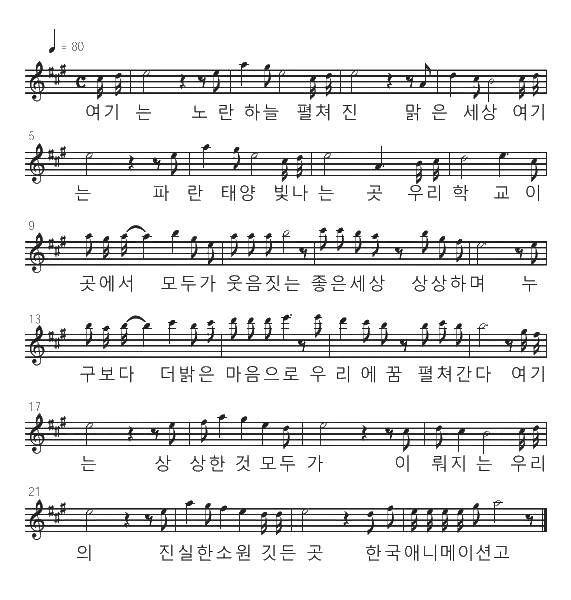 = 80
여기 는 노 란 하늘 펼쳐 진 맑 은 세상 여기
5
는 파 란 태양 빛나 는 곳 우리 학 교 이
9
곳에서 모두가 웃음짓는 좋은세상 상상하며 누
13
구보다 더밝은 마음으로 우 리 에 꿈 펼쳐간다 여기
17
는 상 상한 것 모두 가 이 뤄지 는 우리
21
의 진실한소원 깃든 곳 한국애니메이션고